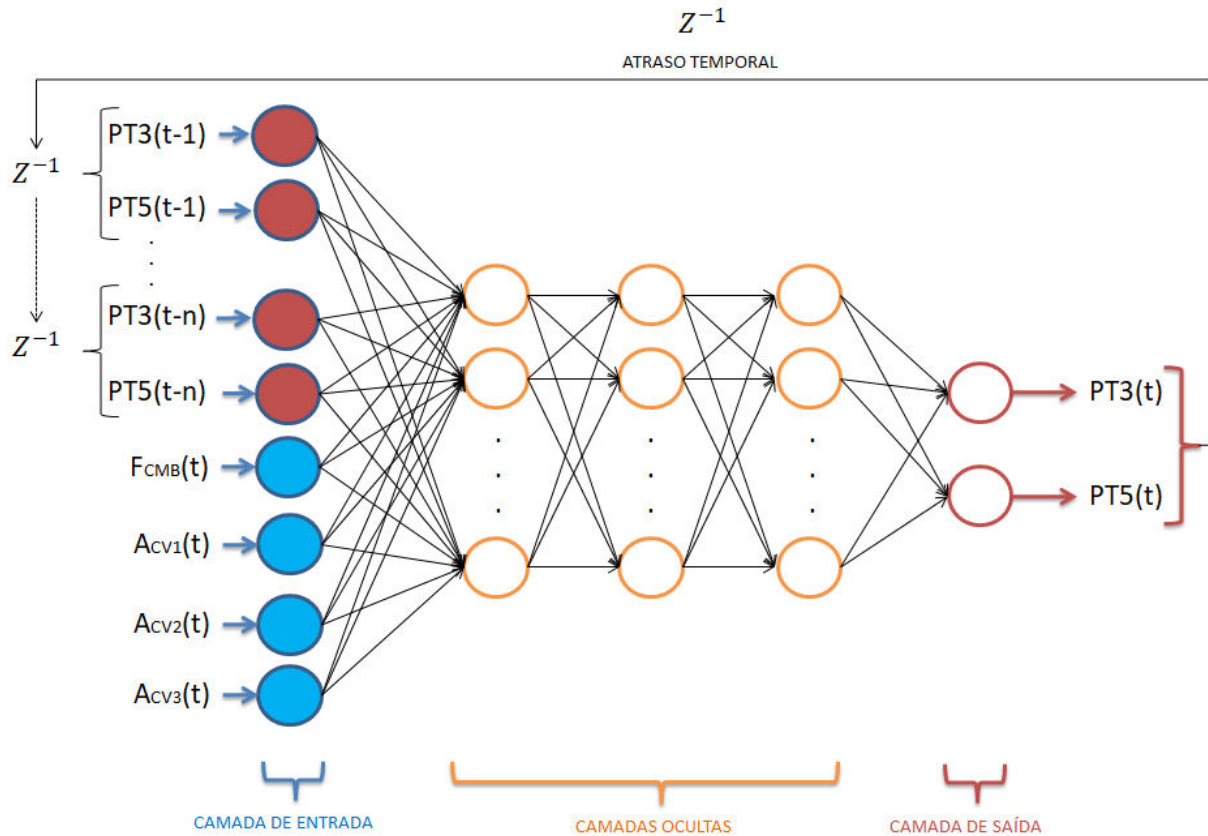 Z⁻¹
ATRASO TEMPORAL
PT3(t-1)
Z⁻¹
PT5(t-1)
PT3(t-n)
Z⁻¹
PT5(t-n)
FCMB(t)
ACV1(t)
ACV2(t)
ACV3(t)
PT3(t)
PT5(t)
CAMADA DE ENTRADA
CAMADAS OCULTAS
CAMADA DE SAÍDA